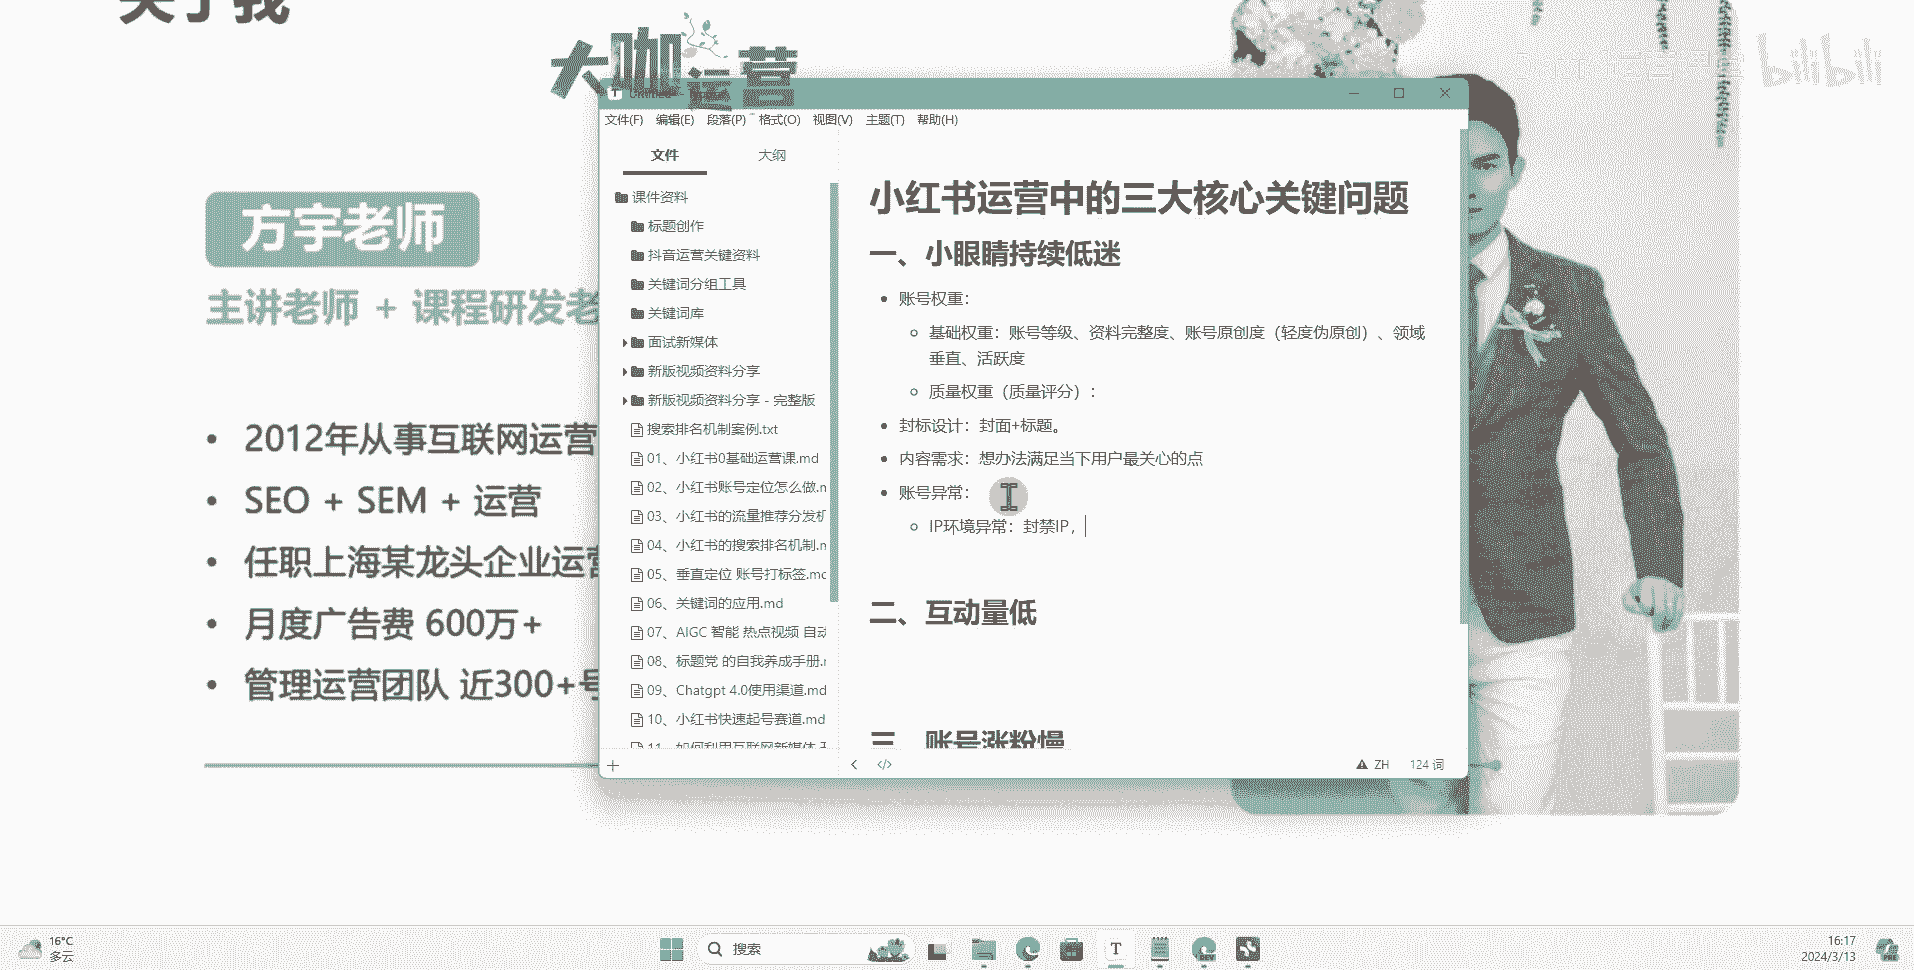 关于我
大咖运营
bilibili
文件(F) 编辑(E) 段落(P) 格式(O) 视图(V) 主题(T) 帮助(H)
文件 大纲
课件资料
标题创作
抖音运营关键资料
关键词分组工具
关键词库
面试新媒体
新版视频资料分享
新版视频资料分享 - 完整版
搜索排名机制案例.txt
01、小红书0基础运营课.md
02、小红书账号定位怎么做.m
03、小红书的流量推荐分发机
04、小红书的搜索排名机制.m
05、垂直定位 账号打标签.md
06、关键词的应用.md
07、AIGC 智能 热点视频 自动
08、标题党 的自我养成手册.m
09、Chatgpt 4.0使用渠道.md
10、小红书快速起号赛道.md
11、如何利用互联网新媒体
小红书运营中的三大核心关键问题
一、小眼睛持续低迷
账号权重：
基础权重：账号等级、资料完整度、账号原创度（轻度伪原创）、领域
垂直、活跃度
质量权重（质量评分）：
封标设计：封面+标题。
内容需求：想办法满足当下用户最关心的点
账号异常：
IP环境异常：封禁IP，
二、互动量低
三、账号涨粉慢
ZH 124 词
方宇老师
主讲老师 + 课程研发老
2012年从事互联网运营
SEO + SEM + 运营
任职上海某龙头企业运营
月度广告费 600万+
管理运营团队 近300+号
16°C
多云
搜索
16:17
2024/3/13